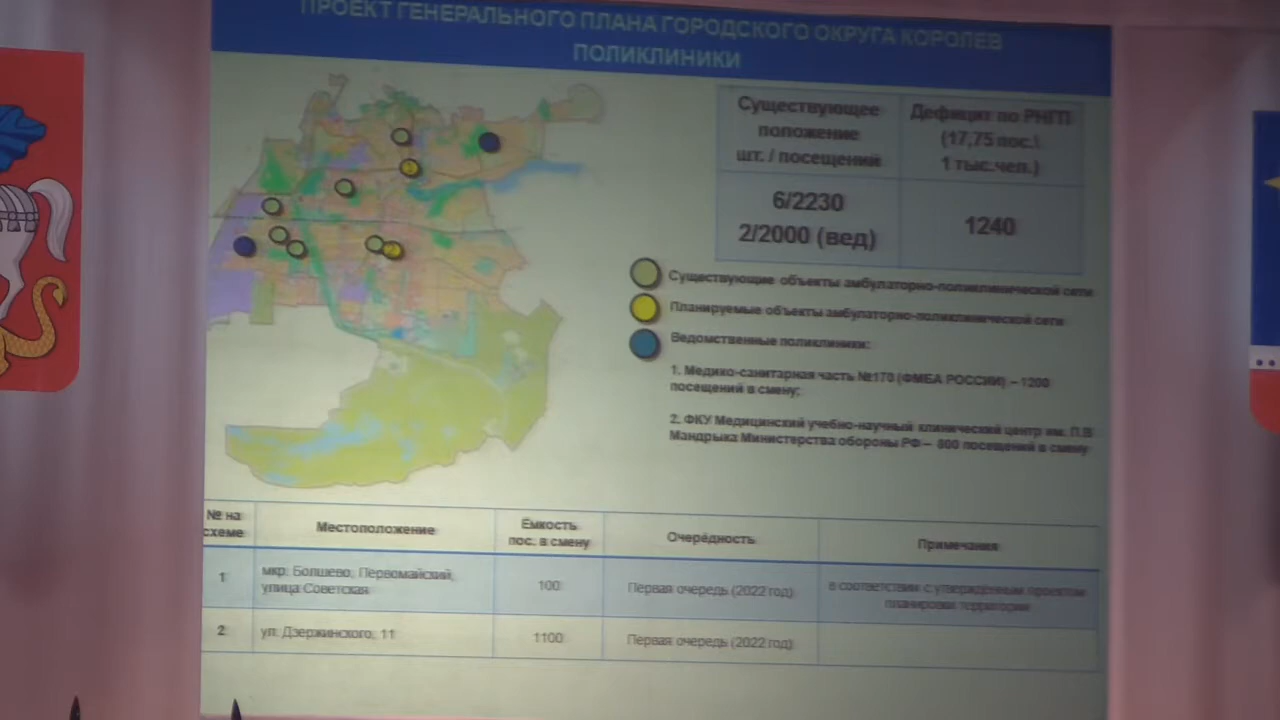 ПРОЕКТ ГЕНЕРАЛЬНОГО ПЛАНА ГОРОДСКОГО ОКРУГА КОРОЛЕВ
ПОЛИКЛИНИКИ
Существующее
положение
шт. / посещений
Дефицит по РНГП
(17,75 пос.\
1 тыс.чел.)
6/2230
2/2000 (вед)
1240
Существующие объекты амбулаторно-поликлинической сети
Планируемые объекты амбулаторно-поликлинической сети
Ведомственные поликлиники:
1. Медико-санитарная часть №170 (ФМБА РОССИИ) – 1200
посещений в смену;
2. ФКУ Медицинский учебно-научный клинический центр им. П.В.
Мандрыка Министерства обороны РФ – 800 посещений в смену
№ на
схеме
Местоположение
Ёмкость
пос. в смену
Очерёдность
Примечания
1
мкр. Болшево, Первомайский,
улица Советская
100
Первая очередь (2022 год)
в соответствии с утвержденным проектом
планировки территории
2
ул. Дзержинского, 11
1100
Первая очередь (2022 год)